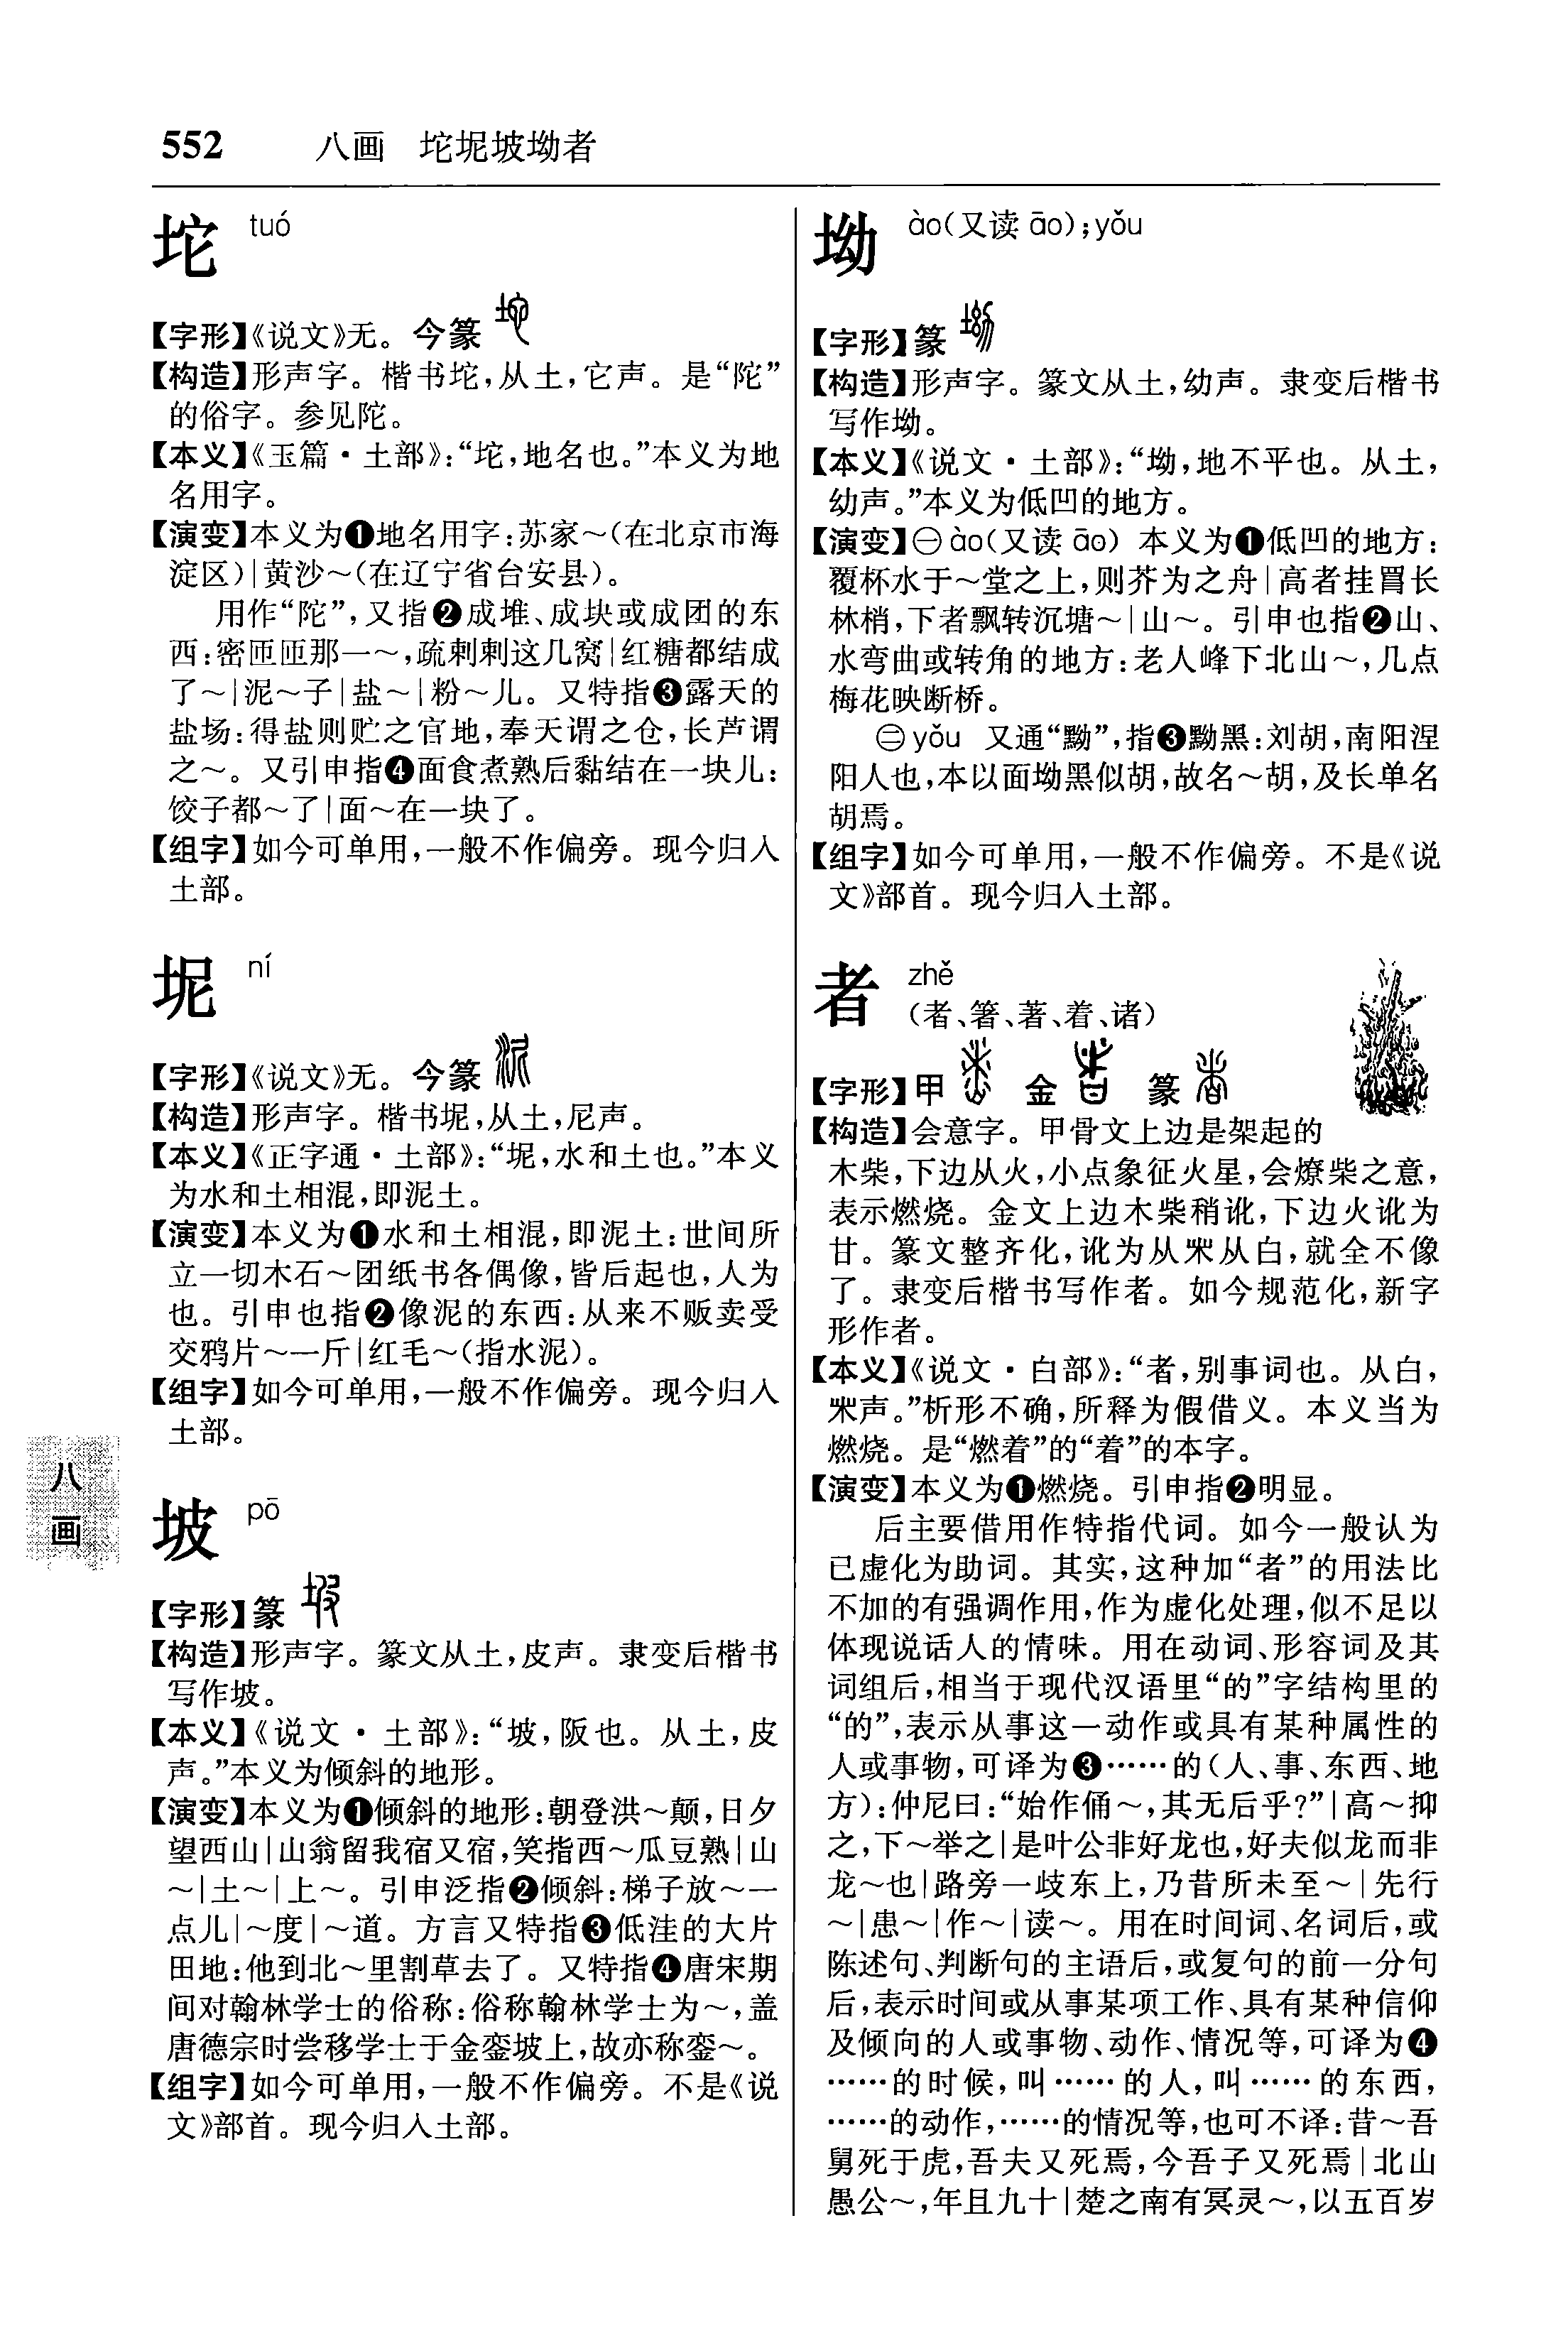 552 八画 坨坭坡坳者
坨 tuó
【字形】《说文》无。今篆
【构造】形声字。楷书坨,从土,它声。是“陀”
的俗字。参见陀。
【本义】《玉篇·土部》:“坨,地名也。”本义为地
名用字。
【演变】本义为❶地名用字:苏家～(在北京市海
淀区)|黄沙～(在辽宁省台安县)。
用作“陀”,又指❷成堆、成块或成团的东
西:密匝匝那一～,疏剌剌这几窝|红糖都结成
了～|泥～子|盐～|粉～儿。又特指❸露天的
盐场:得盐则贮之官地,奉天谓之仓,长芦谓
之～。又引申指❹面食煮熟后黏结在一块儿:
饺子都～了|面～在一块了。
【组字】如今可单用,一般不作偏旁。现今归入
土部。
坭 ní
【字形】《说文》无。今篆
【构造】形声字。楷书坭,从土,尼声。
【本义】《正字通·土部》:“坭,水和土也。”本义
为水和土相混,即泥土。
【演变】本义为❶水和土相混,即泥土:世间所
立一切木石～团纸书各偶像,皆后起也,人为
也。引申也指❷像泥的东西:从来不贩卖受
交鸦片～一斤|红毛～(指水泥)。
【组字】如今可单用,一般不作偏旁。现今归入
土部。
坡 pō
【字形】篆
【构造】形声字。篆文从土,皮声。隶变后楷书
写作坡。
【本义】《说文·土部》:“坡,阪也。从土,皮
声。”本义为倾斜的地形。
【演变】本义为❶倾斜的地形:朝登洪～颠,日夕
望西山|山翁留我宿又宿,笑指西～瓜豆熟|山
～|土～|上～。引申泛指❷倾斜:梯子放～一
点儿|～度|～道。方言又特指❸低洼的大片
田地:他到北～里割草去了。又特指❹唐宋期
间对翰林学士的俗称:俗称翰林学士为～,盖
唐德宗时尝移学士于金銮坡上,故亦称銮～。
【组字】如今可单用,一般不作偏旁。不是《说
文》部首。现今归入土部。
坳 ào(又读 āo);yǒu
【字形】篆
【构造】形声字。篆文从土,幼声。隶变后楷书
写作坳。
【本义】《说文·土部》:“坳,地不平也。从土,
幼声。”本义为低凹的地方。
【演变】㊀ào(又读 āo) 本义为❶低凹的地方:
覆杯水于～堂之上,则芥为之舟|高者挂罥长
林梢,下者飘转沉塘～|山～。引申也指❷山、
水弯曲或转角的地方:老人峰下北山～,几点
梅花映断桥。
㊁yǒu 又通“黝”,指❸黝黑:刘胡,南阳涅
阳人也,本以面坳黑似胡,故名～胡,及长单名
胡焉。
【组字】如今可单用,一般不作偏旁。不是《说
文》部首。现今归入土部。
者 zhě
(者、箸、著、着、诸)
【字形】甲 金 篆
【构造】会意字。甲骨文上边是架起的
木柴,下边从火,小点象征火星,会燎柴之意,
表示燃烧。金文上边木柴稍讹,下边火讹为
甘。篆文整齐化,讹为从𣎵从白,就全不像
了。隶变后楷书写作者。如今规范化,新字
形作者。
【本义】《说文·白部》:“者,别事词也。从白,
声。”析形不确,所释为假借义。本义当为
燃烧。是“燃着”的“着”的本字。
【演变】本义为❶燃烧。引申指❷明显。
后主要借用作特指代词。如今一般认为
已虚化为助词。其实,这种加“者”的用法比
不加的有强调作用,作为虚化处理,似不足以
体现说话人的情味。用在动词、形容词及其
词组后,相当于现代汉语里“的”字结构里的
“的”,表示从事这一动作或具有某种属性的
人或事物,可译为❸……的(人、事、东西、地
方):仲尼曰:“始作俑～,其无后乎?”|高～抑
之,下～举之|是叶公非好龙也,好夫似龙而非
龙～也|路旁一歧东上,乃昔所未至～|先行
～|患～|作～|读～。用在时间词、名词后,或
陈述句、判断句的主语后,或复句的前一分句
后,表示时间或从事某项工作、具有某种信仰
及倾向的人或事物、动作、情况等,可译为❹
……的时候,叫……的人,叫……的东西,
……的动作,……的情况等,也可不译:昔～吾
舅死于虎,吾夫又死焉,今吾子又死焉|北山
愚公～,年且九十|楚之南有冥灵～,以五百岁
八
画